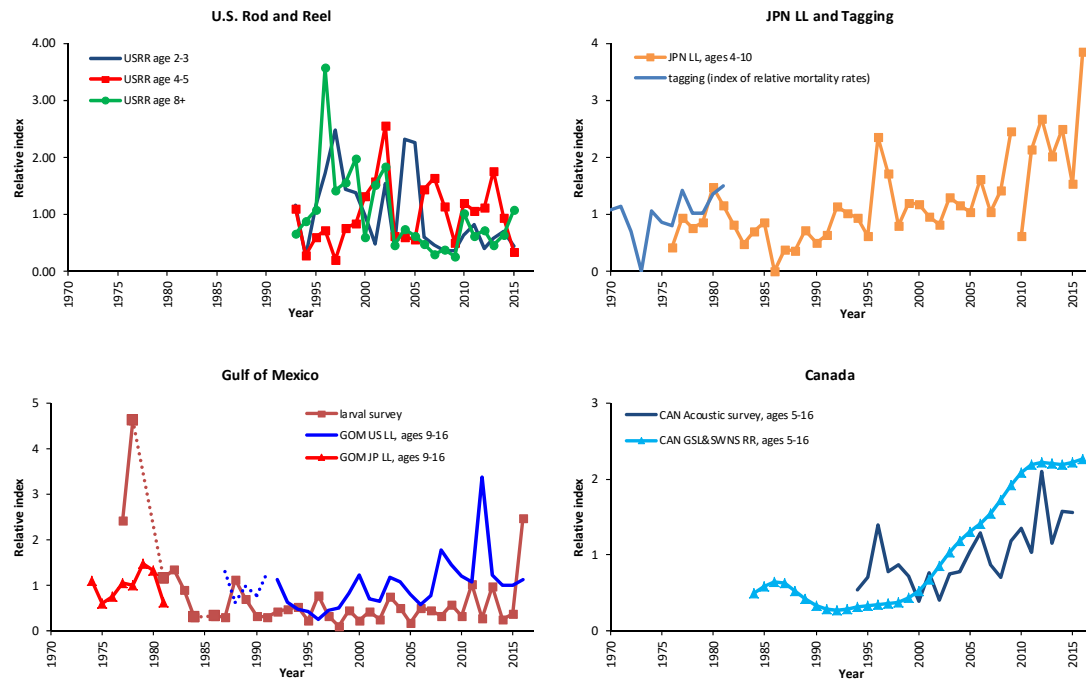 U.S. Rod and Reel
4.00
3.00
2.00
1.00
0.00
Relative index
USRR age 2-3
USRR age 4-5
USRR age 8+
1970
1975
1980
1985
1990
1995
2000
2005
2010
2015
Year
JPN LL and Tagging
4
3
2
1
0
Relative index
JPN LL, ages 4-10
tagging (index of relative mortality rates)
1970
1975
1980
1985
1990
1995
2000
2005
2010
2015
Year
Gulf of Mexico
5
4
3
2
1
0
Relative index
larval survey
GOM US LL, ages 9-16
GOM JP LL, ages 9-16
1970
1975
1980
1985
1990
1995
2000
2005
2010
2015
Year
Canada
3
2
1
0
Relative index
CAN Acoustic survey, ages 5-16
CAN GSL&SWNS RR, ages 5-16
1970
1975
1980
1985
1990
1995
2000
2005
2010
2015
Year